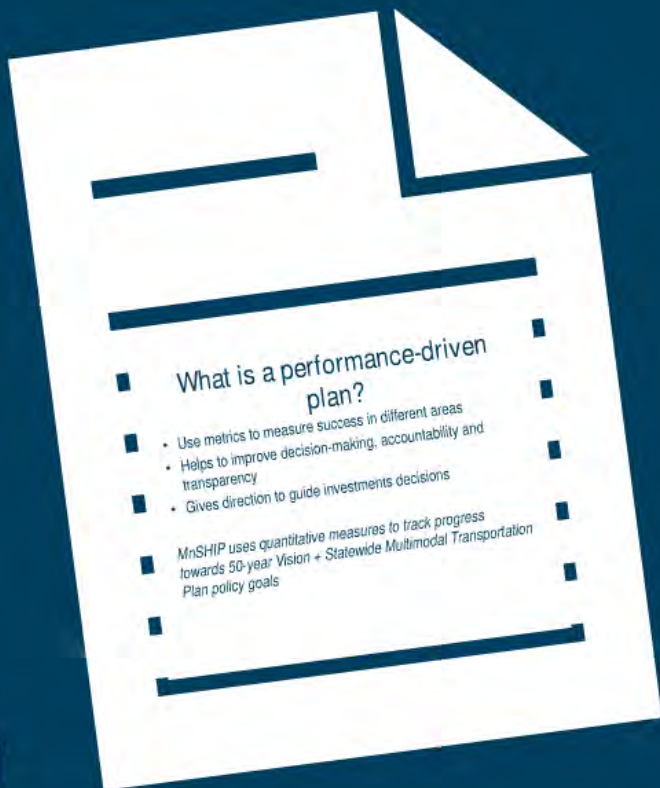 What is a performance-driven
plan?
• Use metrics to measure success in different areas
• Helps to improve decision-making, accountability and
transparency
• Gives direction to guide investments decisions
MnSHIP uses quantitative measures to track progress
towards 50-year Vision + Statewide Multimodal Transportation
Plan policy goals